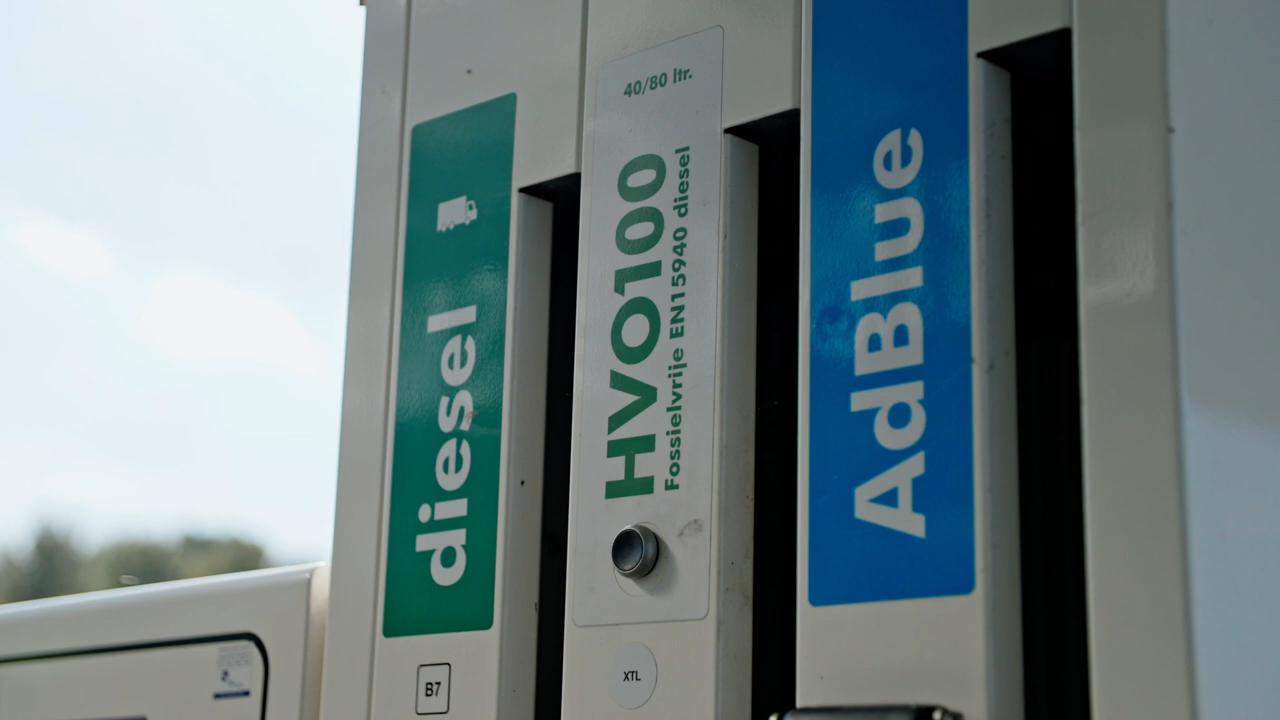 diesel
B7
40/80 ltr.
HVO100
Fossielvrije EN15940 diesel
XTL
AdBlue